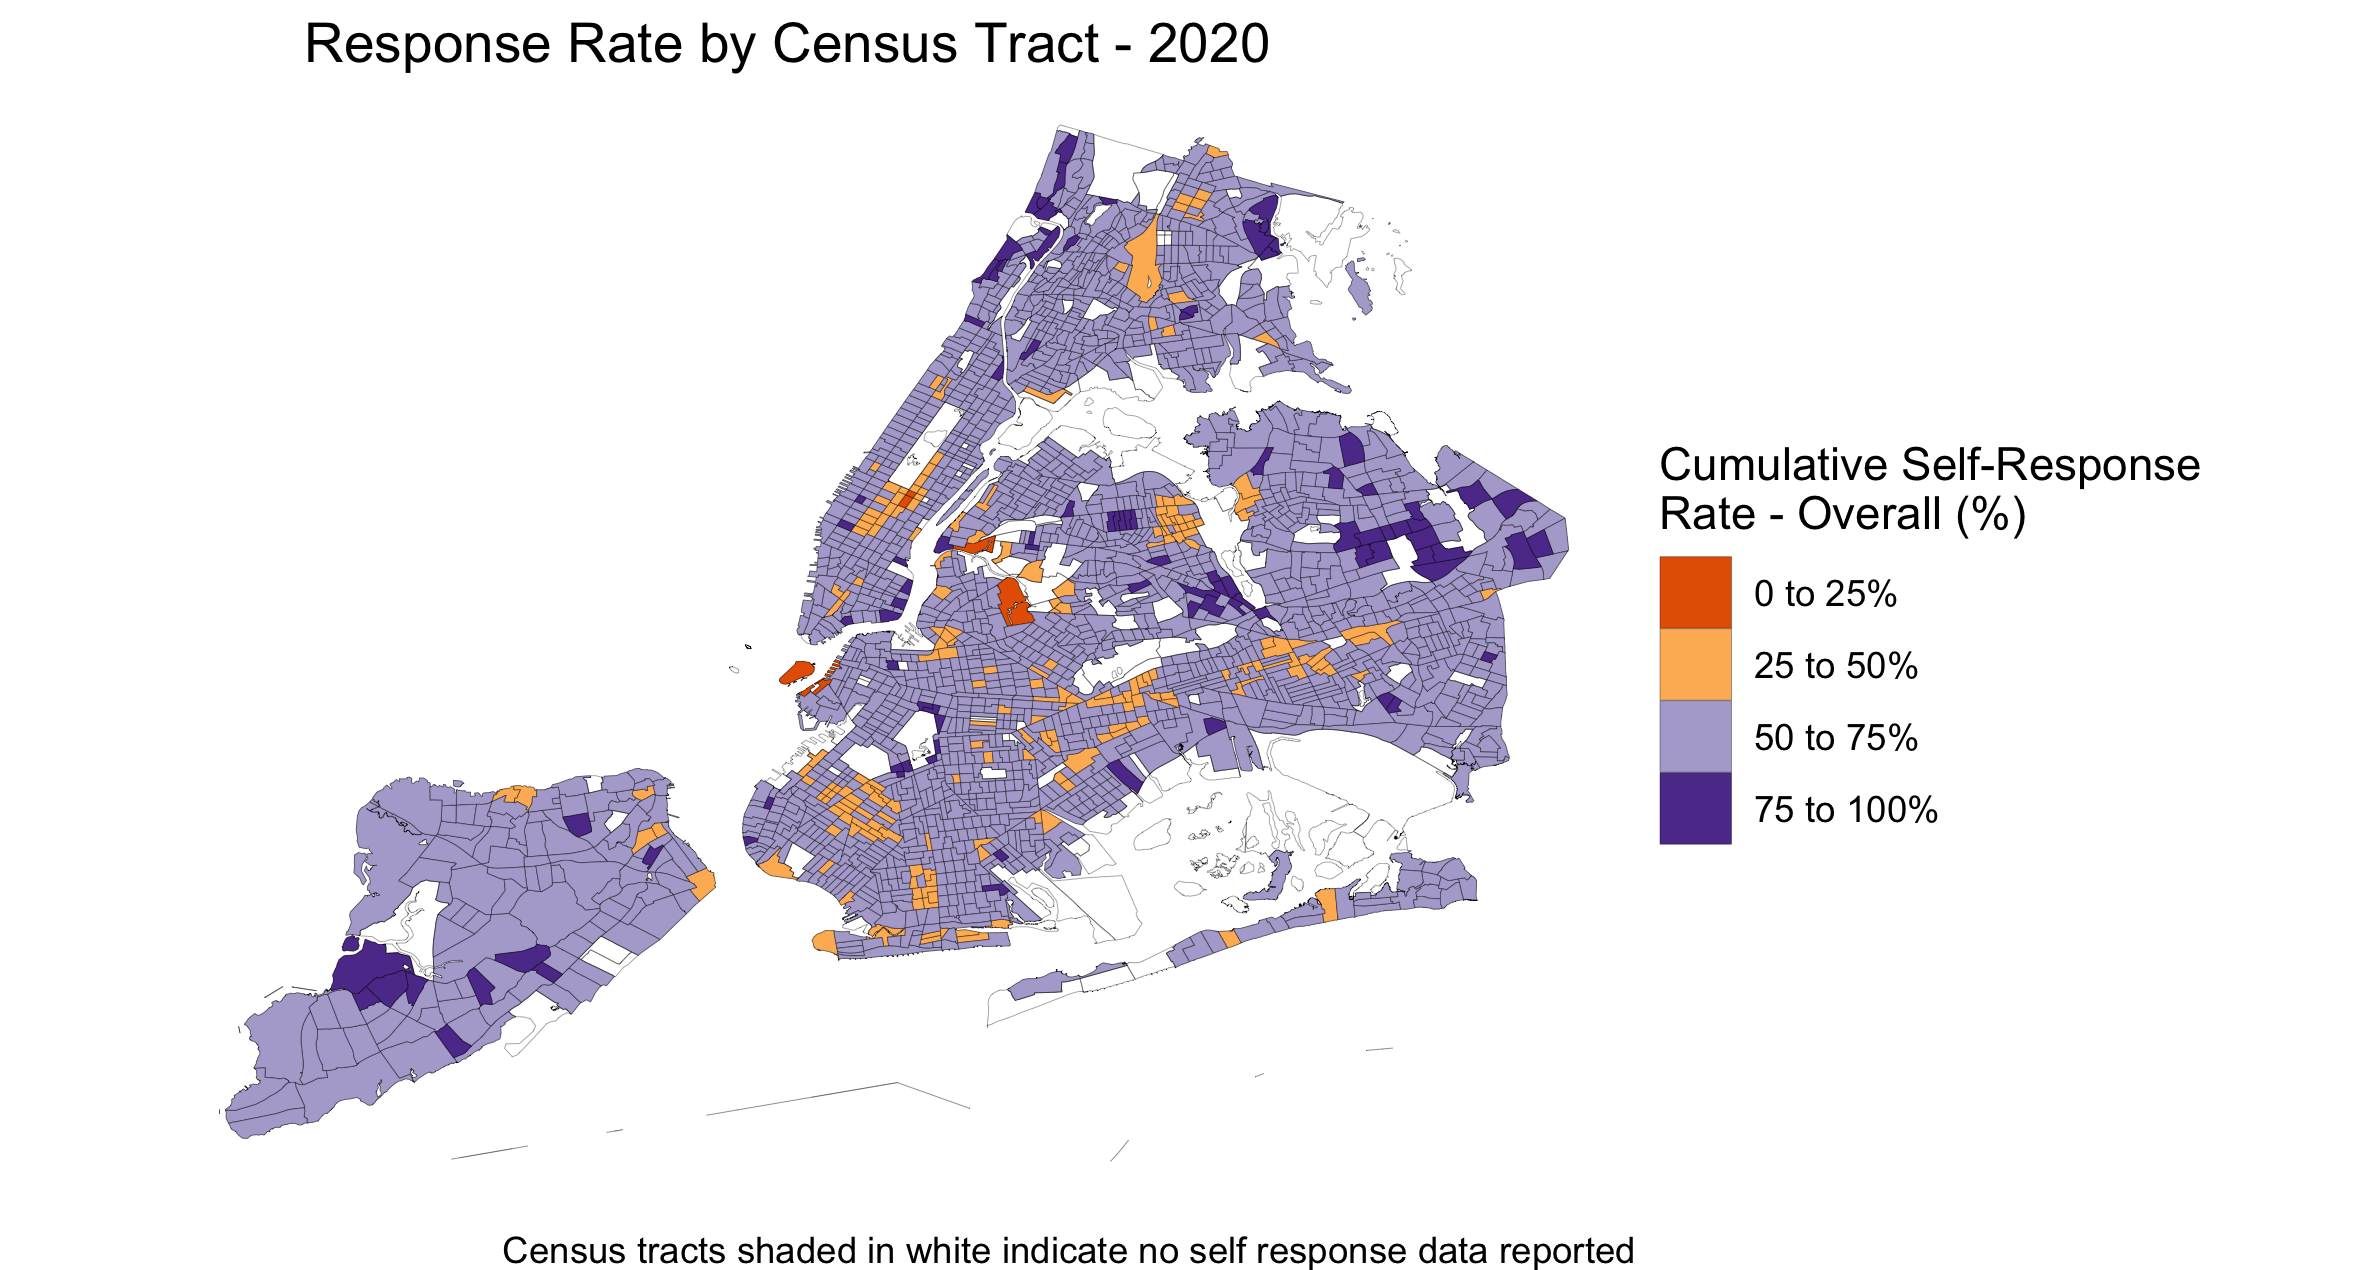 Response Rate by Census Tract - 2020
Cumulative Self-Response
Rate - Overall (%)
0 to 25%
25 to 50%
50 to 75%
75 to 100%
Census tracts shaded in white indicate no self response data reported